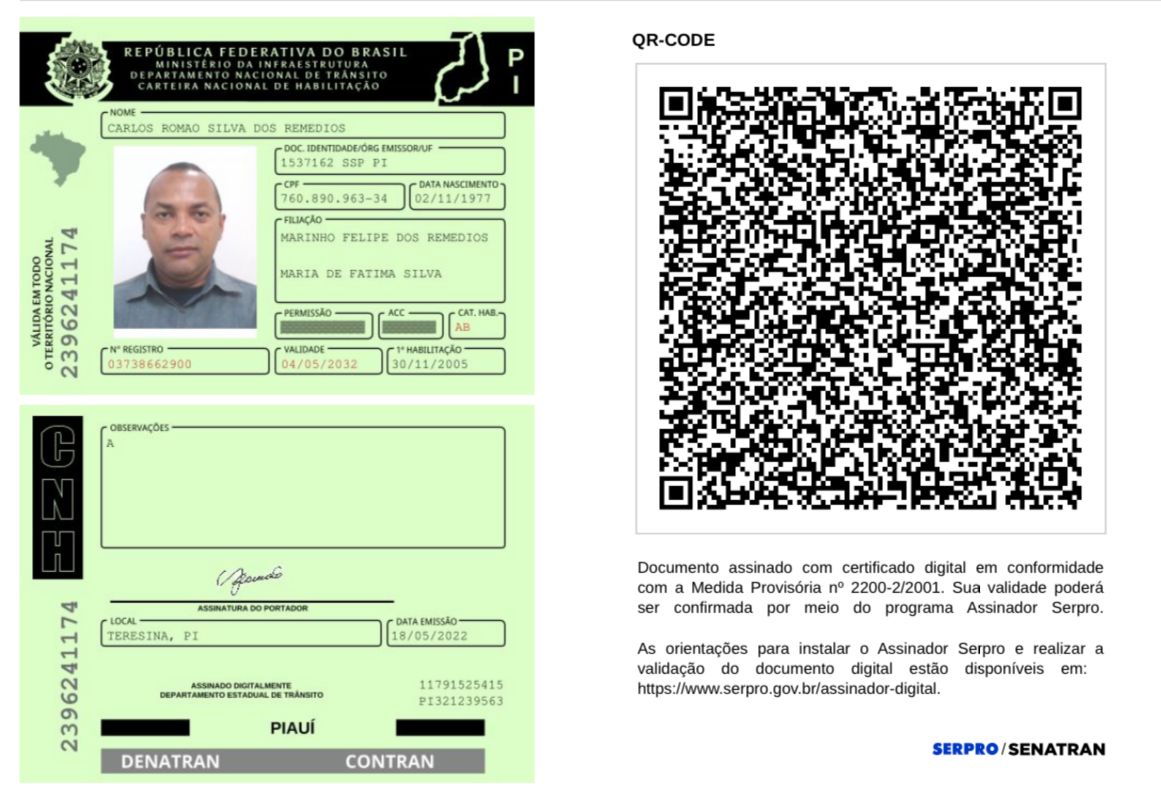 REPÚBLICA FEDERATIVA DO BRASIL
MINISTÉRIO DA INFRAESTRUTURA
DEPARTAMENTO NACIONAL DE TRÂNSITO
CARTEIRA NACIONAL DE HABILITAÇÃO
P
I
NOME
CARLOS ROMAO SILVA DOS REMEDIOS
DOC. IDENTIDADE/ÓRG EMISSOR/UF
1537162 SSP PI
CPF
760.890.963-34
DATA NASCIMENTO
02/11/1977
FILIAÇÃO
MARINHO FELIPE DOS REMEDIOS
MARIA DE FATIMA SILVA
PERMISSÃO
ACC
CAT. HAB.
AB
Nº REGISTRO
03738662900
VALIDADE
04/05/2032
1ª HABILITAÇÃO
30/11/2005
VÁLIDA EM TODO
O TERRITÓRIO NACIONAL
2396241174
CNH
OBSERVAÇÕES
A
ASSINATURA DO PORTADOR
LOCAL
TERESINA, PI
DATA EMISSÃO
18/05/2022
2396241174
ASSINADO DIGITALMENTE
DEPARTAMENTO ESTADUAL DE TRÂNSITO
11791525415
PI321239563
PIAUÍ
DENATRAN CONTRAN
QR-CODE
Documento assinado com certificado digital em conformidade
com a Medida Provisória nº 2200-2/2001. Sua validade poderá
ser confirmada por meio do programa Assinador Serpro.
As orientações para instalar o Assinador Serpro e realizar a
validação do documento digital estão disponíveis em:
https://www.serpro.gov.br/assinador-digital.
SERPRO/SENATRAN